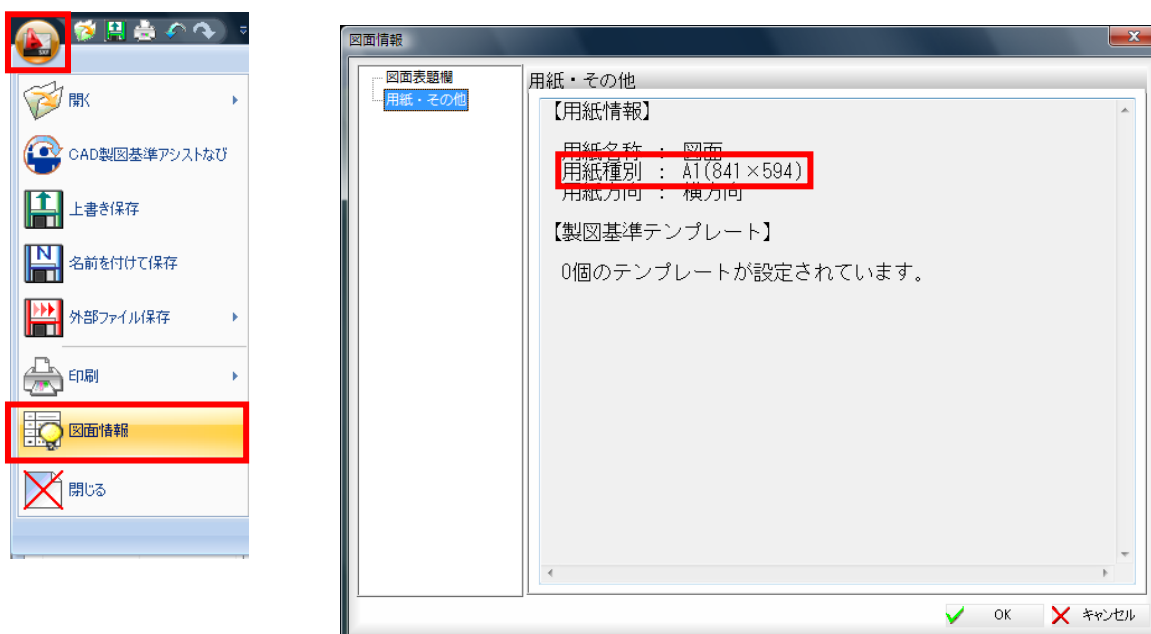 開く
CAD製図基準アシストなび
上書き保存
名前を付けて保存
外部ファイル保存
印刷
図面情報
閉じる
図面情報
図面表題欄
用紙・その他
用紙・その他
【用紙情報】
用紙名称 : 図面
用紙種別 : A1(841×594)
用紙方向 : 横方向
【製図基準テンプレート】
0個のテンプレートが設定されています。
OK
キャンセル